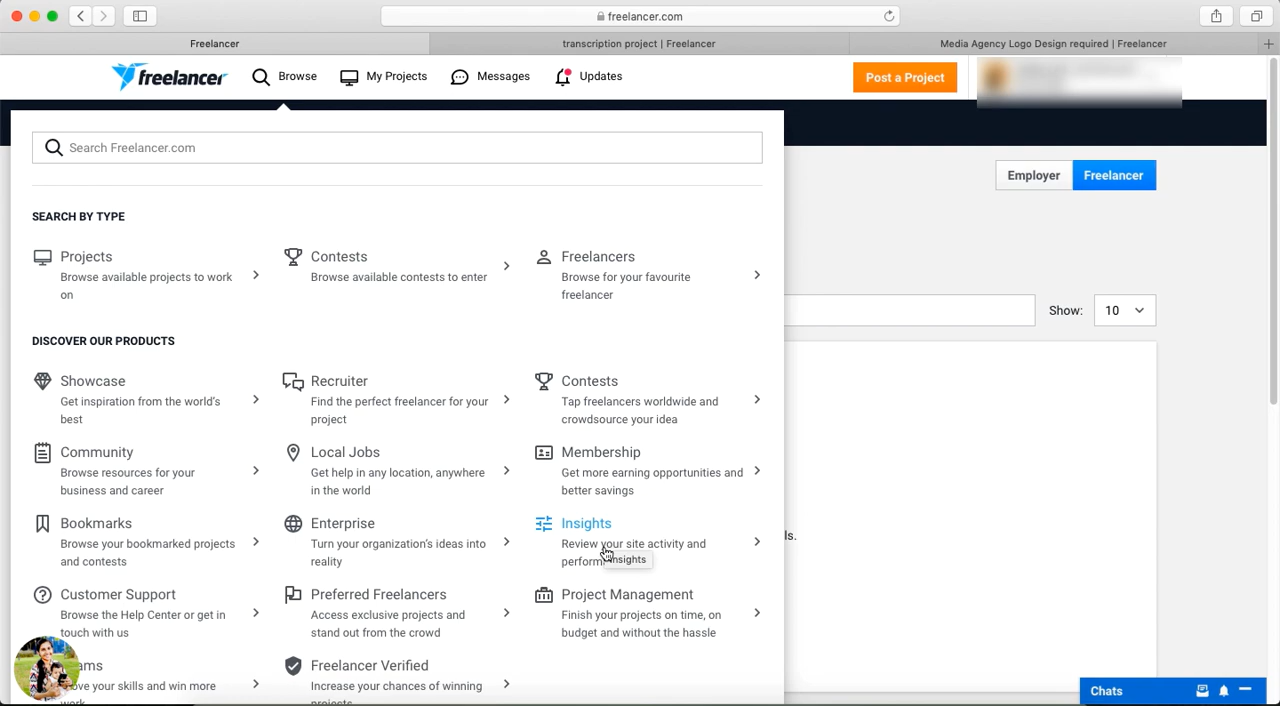 freelancer.com
Freelancer
transcription project | Freelancer
Media Agency Logo Design required | Freelancer
freelancer
Browse
My Projects
Messages
Updates
Post a Project
Search Freelancer.com
Employer
Freelancer
SEARCH BY TYPE
Projects
Browse available projects to work
on
Contests
Browse available contests to enter
Freelancers
Browse for your favourite
freelancer
Show:
10
DISCOVER OUR PRODUCTS
Showcase
Get inspiration from the world's
best
Recruiter
Find the perfect freelancer for your
project
Contests
Tap freelancers worldwide and
crowdsource your idea
Community
Browse resources for your
business and career
Local Jobs
Get help in any location, anywhere
in the world
Membership
Get more earning opportunities and
better savings
Bookmarks
Browse your bookmarked projects
and contests
Enterprise
Turn your organization's ideas into
reality
Insights
Review your site activity and
Insights
ls.
Customer Support
Browse the Help Center or get in
touch with us
Preferred Freelancers
Access exclusive projects and
stand out from the crowd
Project Management
Finish your projects on time, on
budget and without the hassle
your skills and win more
work
Freelancer Verified
Increase your chances of winning
projects
Chats